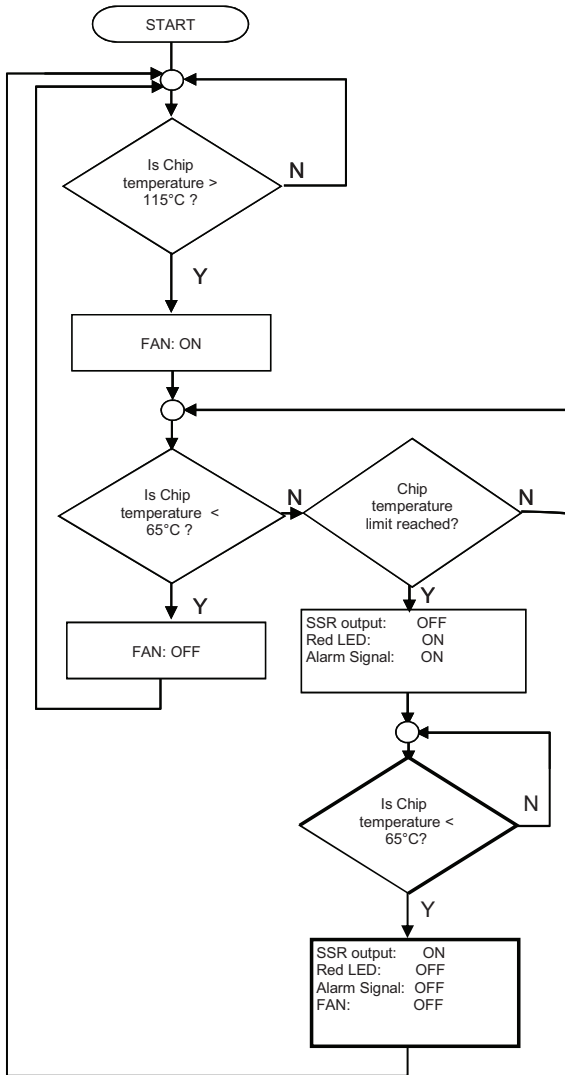 START
Is Chip
temperature >
115°C ?
N
Y
FAN: ON
Is Chip
temperature <
65°C ?
N
Chip
temperature
limit reached?
N
Y
Y
FAN: OFF
SSR output: OFF
Red LED: ON
Alarm Signal: ON
Is Chip
temperature <
65°C?
N
Y
SSR output: ON
Red LED: OFF
Alarm Signal: OFF
FAN: OFF